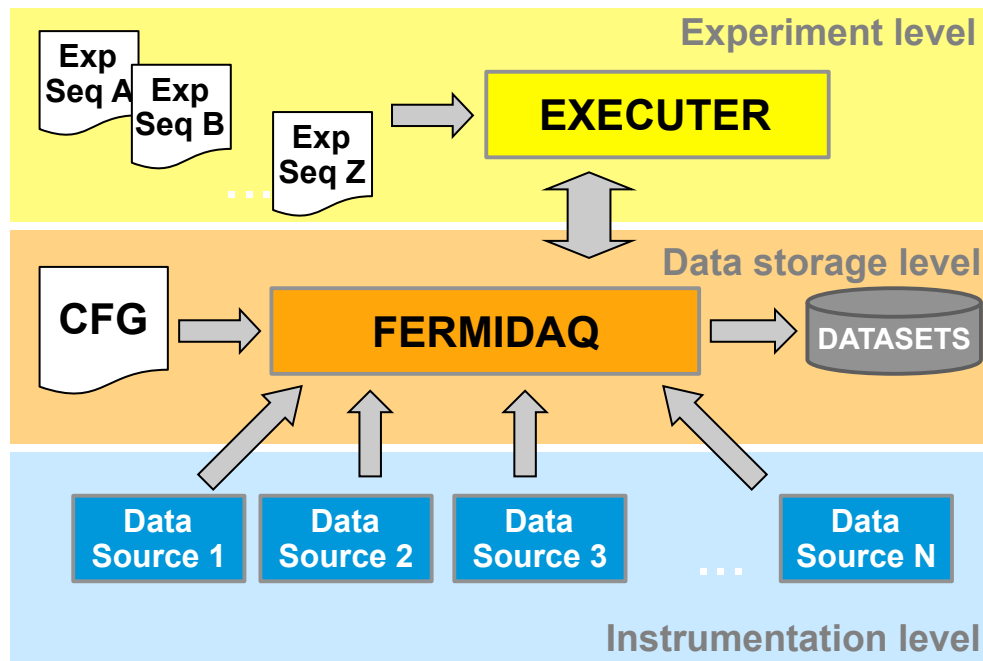 Experiment level
Exp
Seq A
Exp
Seq B
Exp
Seq Z
...
EXECUTER
Data storage level
CFG
FERMIDAQ
DATASETS
Data
Source 1
Data
Source 2
Data
Source 3
...
Data
Source N
Instrumentation level